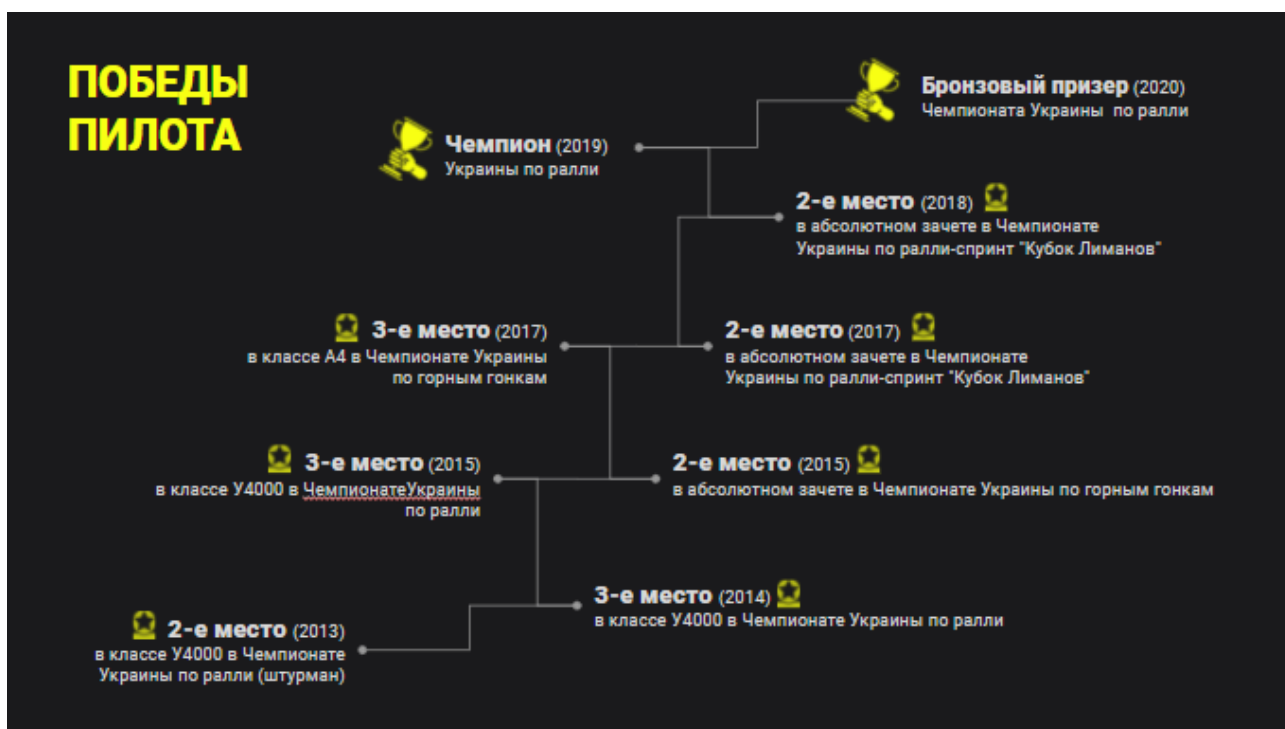 ПОБЕДЫ
ПИЛОТА
Бронзовый призер (2020)
Чемпионата Украины по ралли
Чемпион (2019)
Украины по ралли
2-е место (2018)
в абсолютном зачете в Чемпионате
Украины по ралли-спринт "Кубок Лиманов"
3-е место (2017)
в классе А4 в Чемпионате Украины
по горным гонкам
2-е место (2017)
в абсолютном зачете в Чемпионате
Украины по ралли-спринт "Кубок Лиманов"
3-е место (2015)
в классе У4000 в ЧемпионатеУкраины
по ралли
2-е место (2015)
в абсолютном зачете в Чемпионате Украины по горным гонкам
3-е место (2014)
в классе У4000 в Чемпионате Украины по ралли
2-е место (2013)
в классе У4000 в Чемпионате
Украины по ралли (штурман)